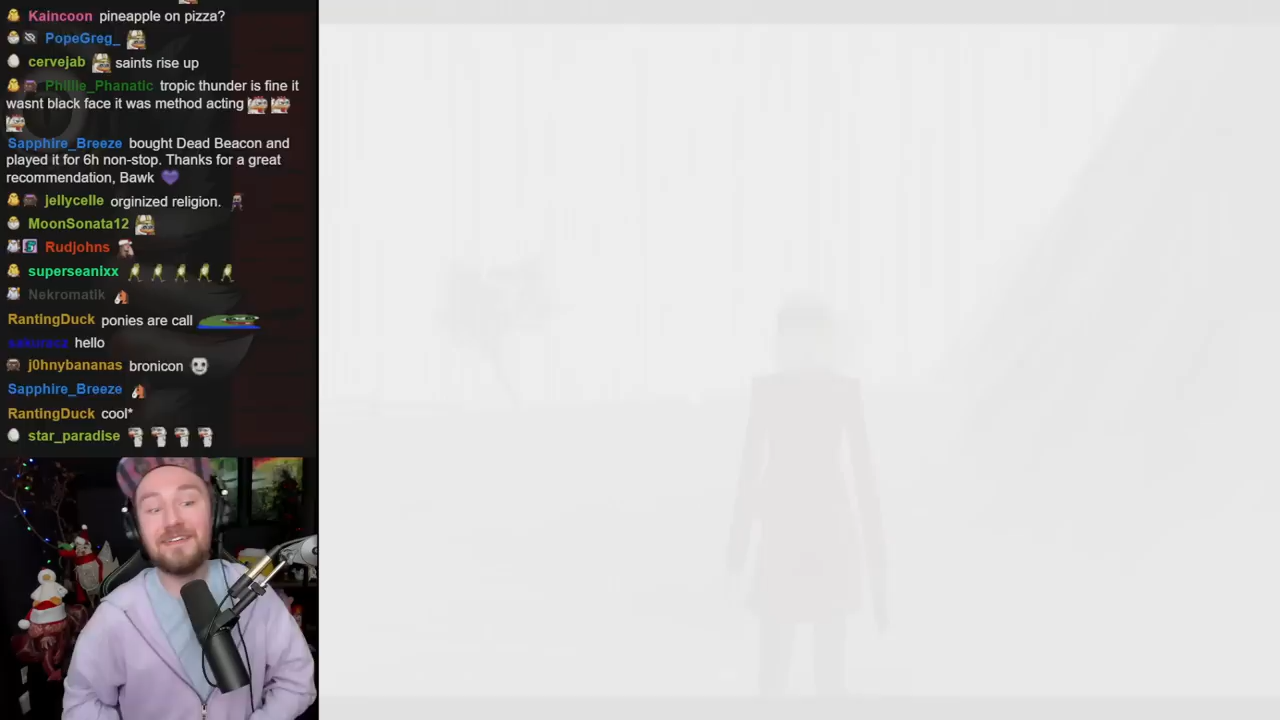 Kaincoon pineapple on pizza?
PopeGreg_
cervejab saints rise up
Phillie_Phanatic tropic thunder is fine it
wasnt black face it was method acting
Sapphire_Breeze bought Dead Beacon and
played it for 6h non-stop. Thanks for a great
recommendation, Bawk
jellycelle orginized religion.
MoonSonata12
Rudjohns
superseanixx
Nekromatik
RantingDuck ponies are call
hello
j0hnybananas bronicon
Sapphire_Breeze
RantingDuck cool*
star_paradise